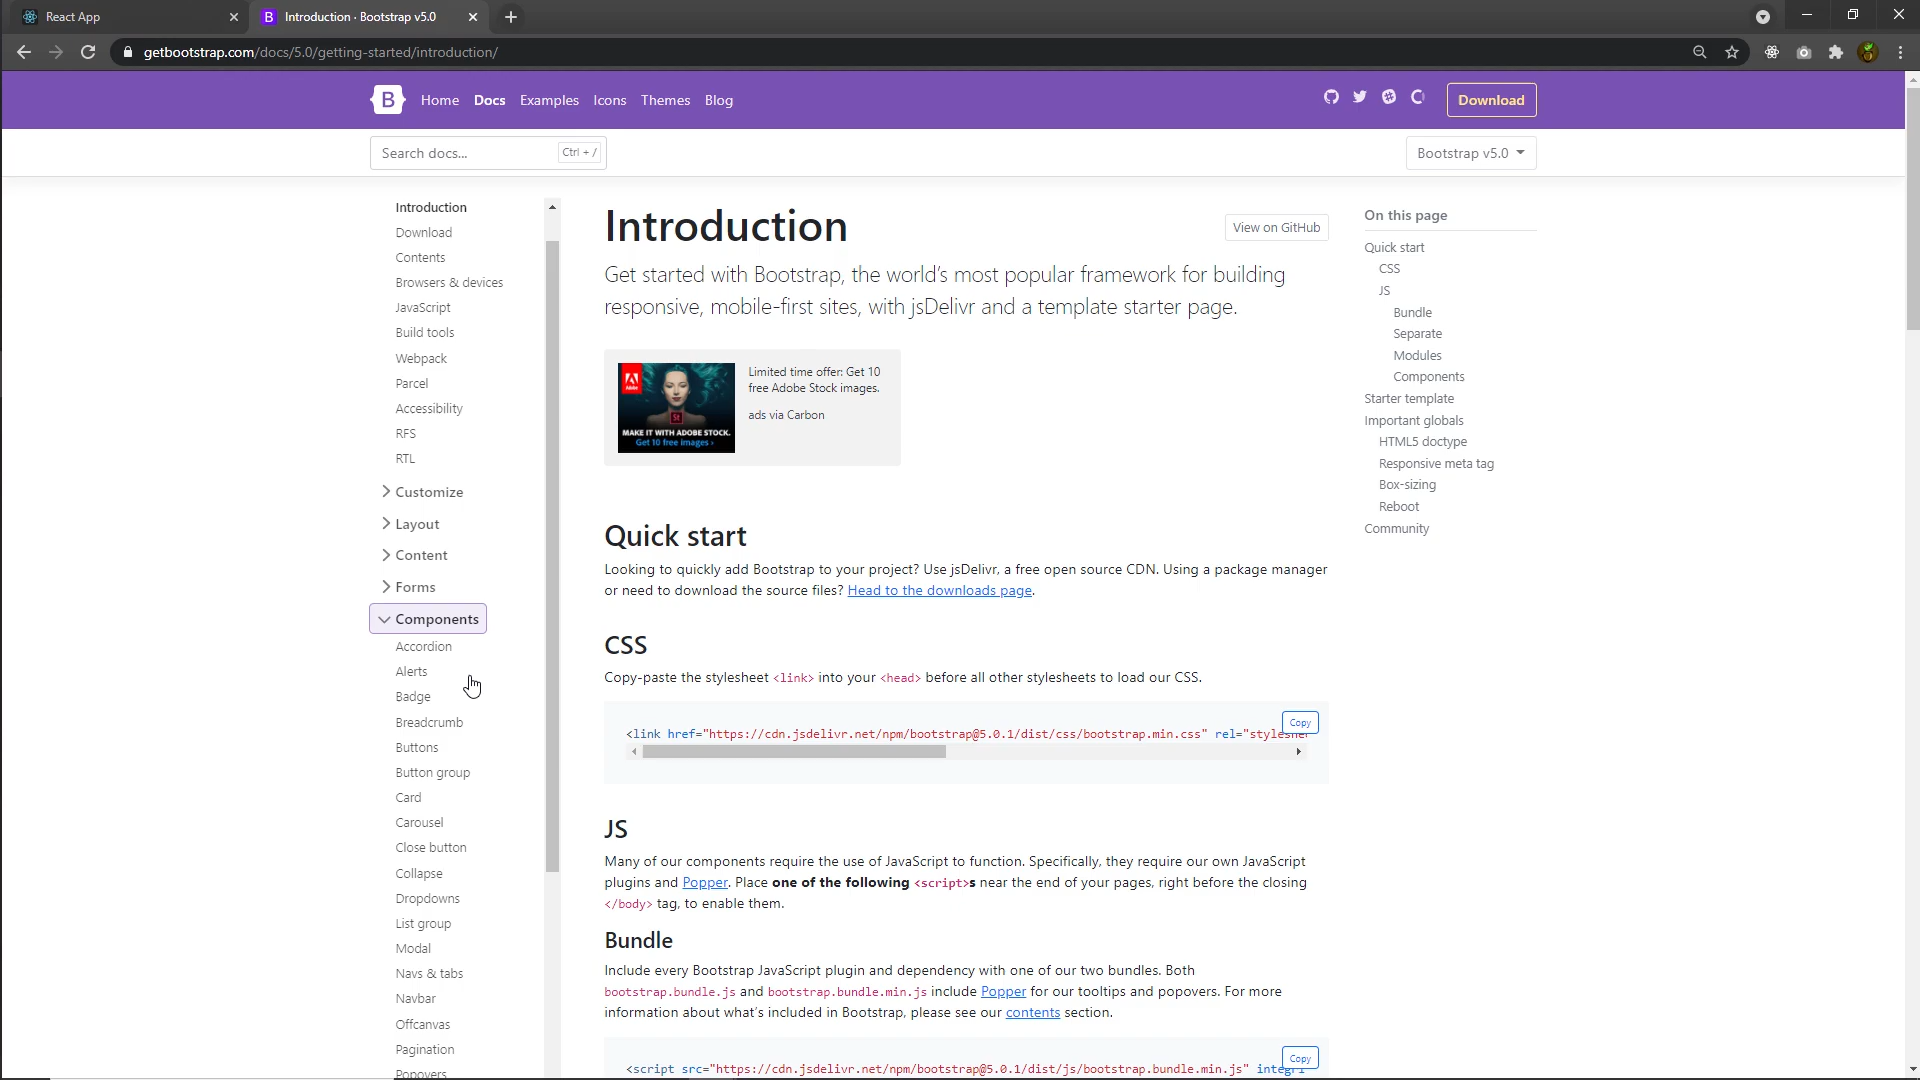 React App
Introduction · Bootstrap v5.0
getbootstrap.com/docs/5.0/getting-started/introduction/
B Home Docs Examples Icons Themes Blog
Download
Search docs...
Ctrl + /
Bootstrap v5.0
Introduction
Download
Contents
Browsers & devices
JavaScript
Build tools
Webpack
Parcel
Accessibility
RFS
RTL
Customize
Layout
Content
Forms
Components
Accordion
Alerts
Badge
Breadcrumb
Buttons
Button group
Card
Carousel
Close button
Collapse
Dropdowns
List group
Modal
Navs & tabs
Navbar
Offcanvas
Pagination
Popovers
Introduction
View on GitHub
Get started with Bootstrap, the world's most popular framework for building
responsive, mobile-first sites, with jsDelivr and a template starter page.
Adobe
St
MAKE IT WITH ADOBE STOCK.
Get 10 free images ›
Limited time offer: Get 10
free Adobe Stock images.
ads via Carbon
Quick start
Looking to quickly add Bootstrap to your project? Use jsDelivr, a free open source CDN. Using a package manager
or need to download the source files? Head to the downloads page.
CSS
Copy-paste the stylesheet <link> into your <head> before all other stylesheets to load our CSS.
Copy
<link href="https://cdn.jsdelivr.net/npm/bootstrap@5.0.1/dist/css/bootstrap.min.css" rel="styleshe
JS
Many of our components require the use of JavaScript to function. Specifically, they require our own JavaScript
plugins and Popper. Place one of the following <script>s near the end of your pages, right before the closing
</body> tag, to enable them.
Bundle
Include every Bootstrap JavaScript plugin and dependency with one of our two bundles. Both
bootstrap.bundle.js and bootstrap.bundle.min.js include Popper for our tooltips and popovers. For more
information about what's included in Bootstrap, please see our contents section.
Copy
<script src="https://cdn.jsdelivr.net/npm/bootstrap@5.0.1/dist/js/bootstrap.bundle.min.js" integri
On this page
Quick start
CSS
JS
Bundle
Separate
Modules
Components
Starter template
Important globals
HTML5 doctype
Responsive meta tag
Box-sizing
Reboot
Community